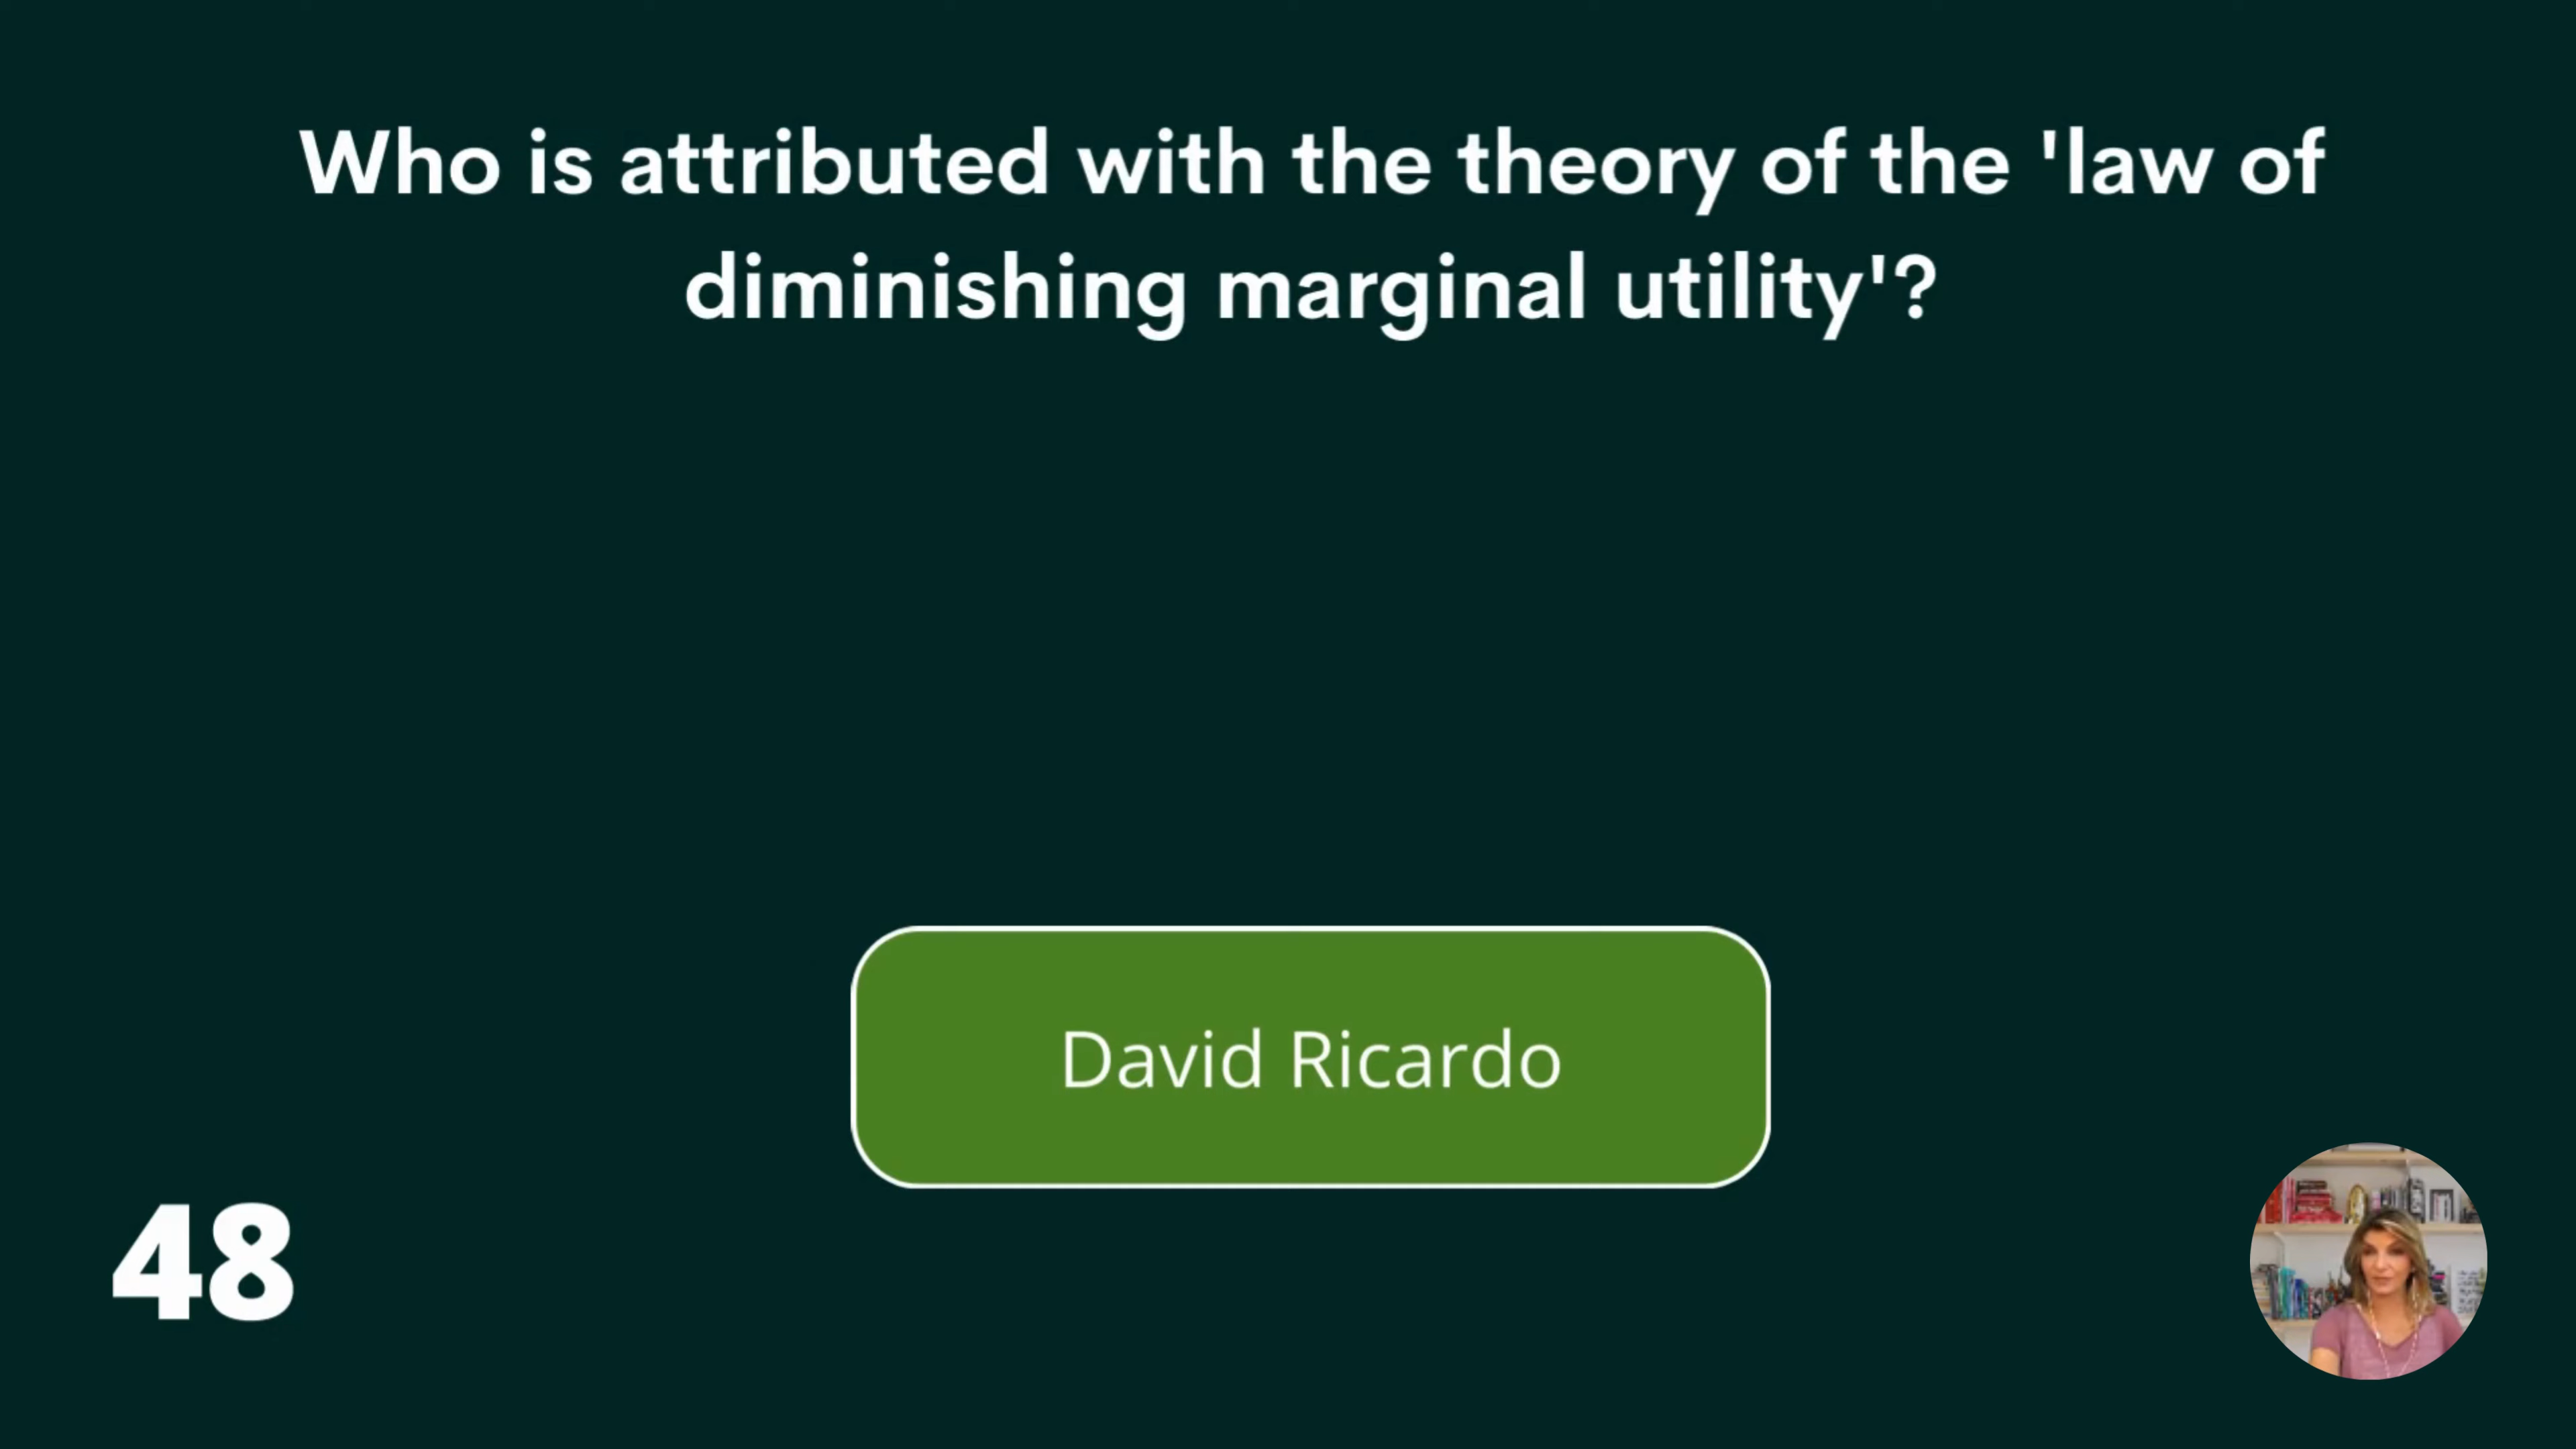 Who is attributed with the theory of the 'law of
diminishing marginal utility'?
David Ricardo
48